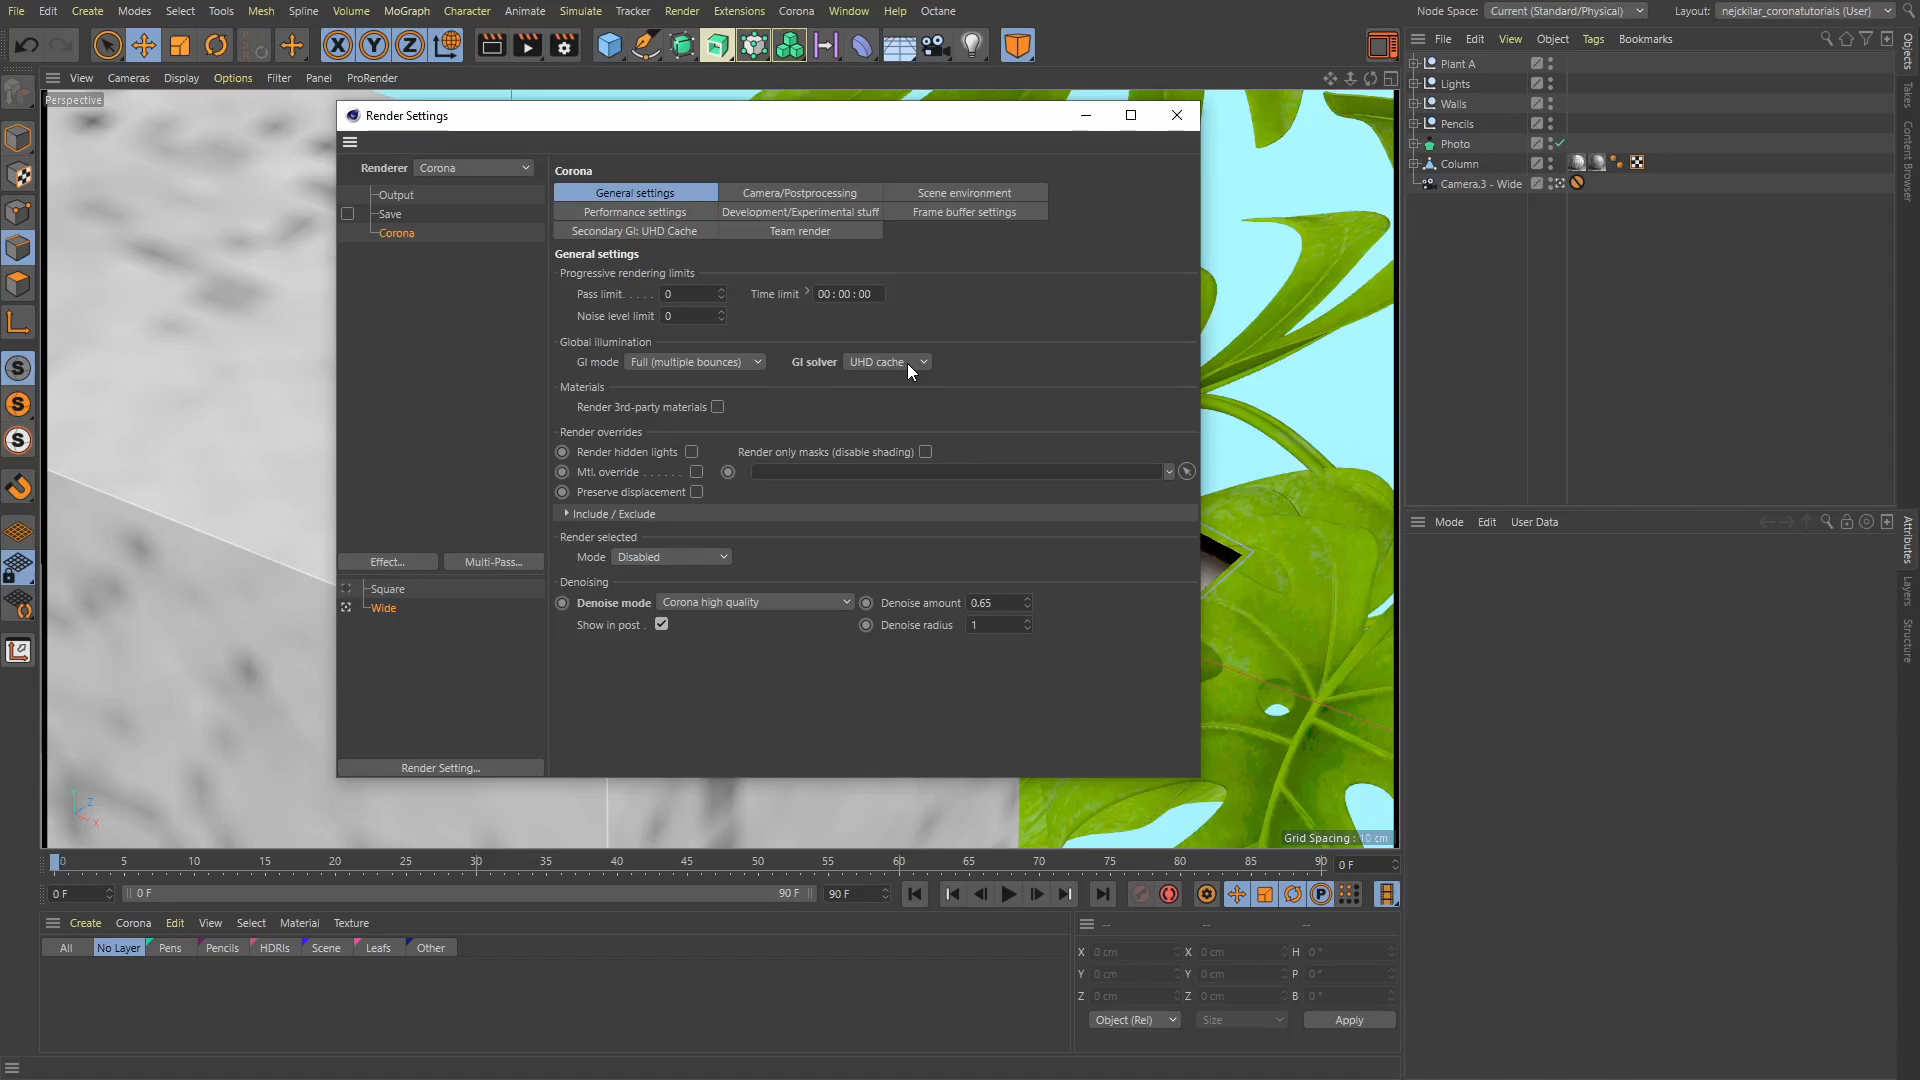 File Edit Create Modes Select Tools Mesh Spline Volume MoGraph Character Animate Simulate Tracker Render Extensions Corona Window Help Octane Node Space: Current (Standard/Physical) Layout: nejckilar_coronatutorials (User)
X Y Z
File Edit View Object Tags Bookmarks
View Cameras Display Options Filter Panel ProRender
Perspective
Plant A
Lights
Walls
Pencils
Photo
Column
Camera.3 - Wide
Objects
Takes
Content Browser
Render Settings
Renderer Corona
Output
Save
Corona
Effect... Multi-Pass...
Square
Wide
Render Setting...
Corona
General settings Camera/Postprocessing Scene environment
Performance settings Development/Experimental stuff Frame buffer settings
Secondary GI: UHD Cache Team render
General settings
Progressive rendering limits
Pass limit. . . . . 0 Time limit 00 : 00 : 00
Noise level limit 0
Global illumination
GI mode Full (multiple bounces) GI solver UHD cache
Materials
Render 3rd-party materials
Render overrides
Render hidden lights Render only masks (disable shading)
Mtl. override . . . . . .
Preserve displacement
Include / Exclude
Render selected
Mode Disabled
Denoising
Denoise mode Corona high quality Denoise amount 0.65
Show in post . Denoise radius 1
Mode Edit User Data
Attributes
Layers
Structure
Y Z X
Grid Spacing : 10 cm
0 5 10 15 20 25 30 35 40 45 50 55 60 65 70 75 80 85 90 0 F
0 F 0 F 90 F 90 F
Create Corona Edit View Select Material Texture
All No Layer Pens Pencils HDRIs Scene Leafs Other
-- -- --
X 0 cm X 0 cm H 0 °
Y 0 cm Y 0 cm P 0 °
Z 0 cm Z 0 cm B 0 °
Object (Rel) Size Apply